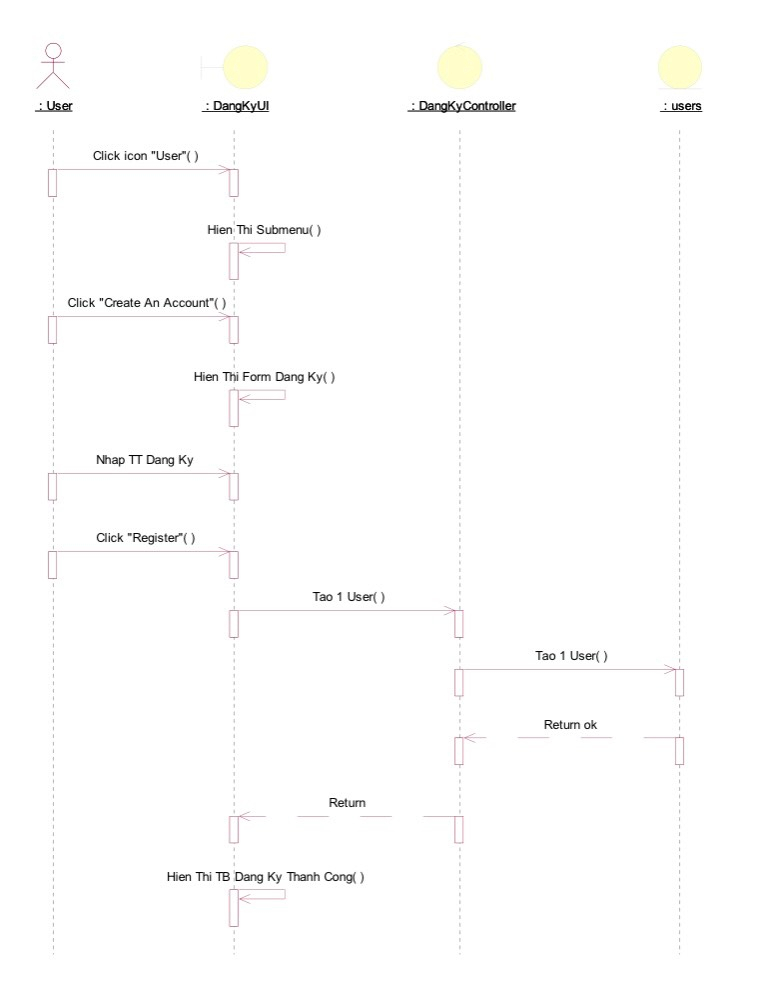 : User
: DangKyUI
: DangKyController
: users
Click icon "User"( )
Hien Thi Submenu( )
Click "Create An Account"( )
Hien Thi Form Dang Ky( )
Nhap TT Dang Ky
Click "Register"( )
Tao 1 User( )
Tao 1 User( )
Return ok
Return
Hien Thi TB Dang Ky Thanh Cong( )